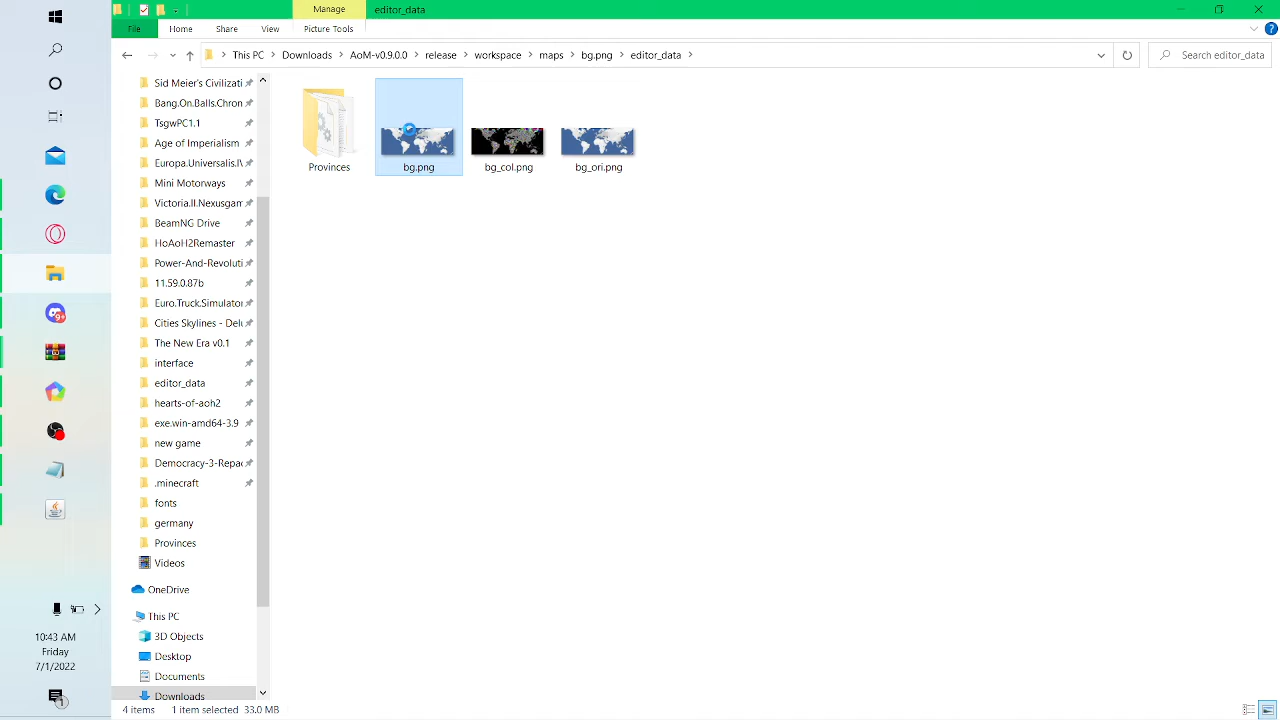 Manage
editor_data
File
Home
Share
View
Picture Tools
This PC
Downloads
AoM-v0.9.0.0
release
workspace
maps
bg.png
editor_data
Search editor_data
Sid Meier's Civilizati
Bang.On.Balls.Chron
TsgwPC1.1
Age of Imperialism
Europa.Universalis.IV
Mini Motorways
Victoria.II.Nexusgam
BeamNG Drive
HoAoH2Remaster
Power-And-Revoluti
11.59.0.87b
Euro.Truck.Simulator
Cities Skylines - Delu
The New Era v0.1
interface
editor_data
hearts-of-aoh2
exe.win-amd64-3.9
new game
Democracy-3-Repac
.minecraft
fonts
germany
Provinces
Videos
OneDrive
This PC
3D Objects
Desktop
Documents
Downloads
Provinces
bg.png
bg_col.png
bg_ori.png
9+
10:43 AM
Friday
7/1/2022
1
4 items
1 item selected 33.0 MB